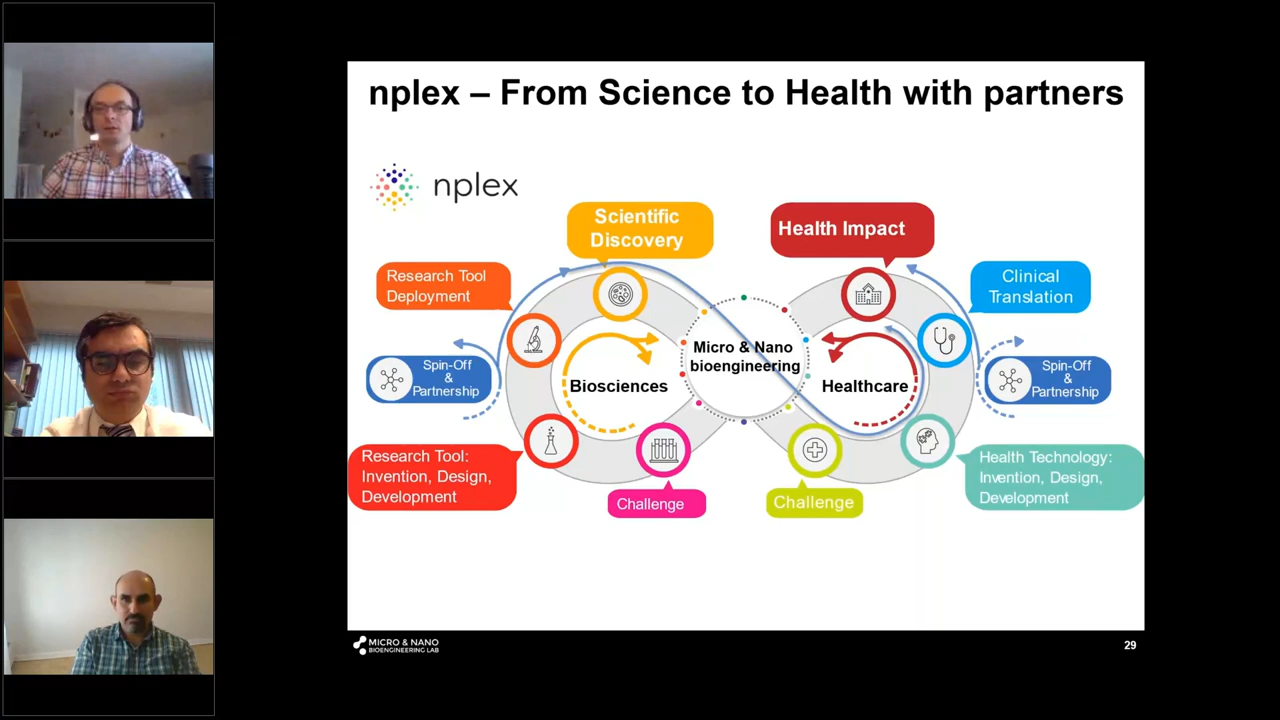 nplex – From Science to Health with partners
nplex
Scientific
Discovery
Health Impact
Research Tool
Deployment
Clinical
Translation
Micro & Nano
bioengineering
Spin-Off
&
Partnership
Biosciences
Healthcare
Spin-Off
&
Partnership
Research Tool:
Invention, Design,
Development
Health Technology:
Invention, Design,
Development
Challenge
Challenge
MICRO & NANO
BIOENGINEERING LAB
29